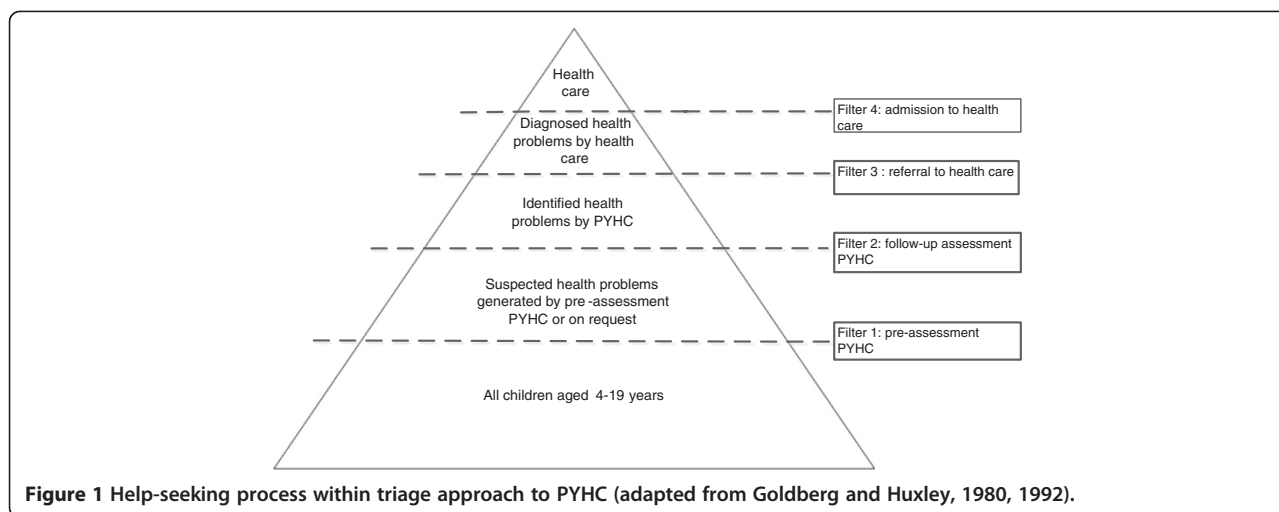 Health
care
Filter 4: admission to health
care
Diagnosed health
problems by health
care
Filter 3 : referral to health care
Identified health
problems by PYHC
Filter 2: follow-up assessment
PYHC
Suspected health problems
generated by pre-assessment
PYHC or on request
Filter 1: pre-assessment
PYHC
All children aged 4-19 years
Figure 1 Help-seeking process within triage approach to PYHC (adapted from Goldberg and Huxley, 1980, 1992).